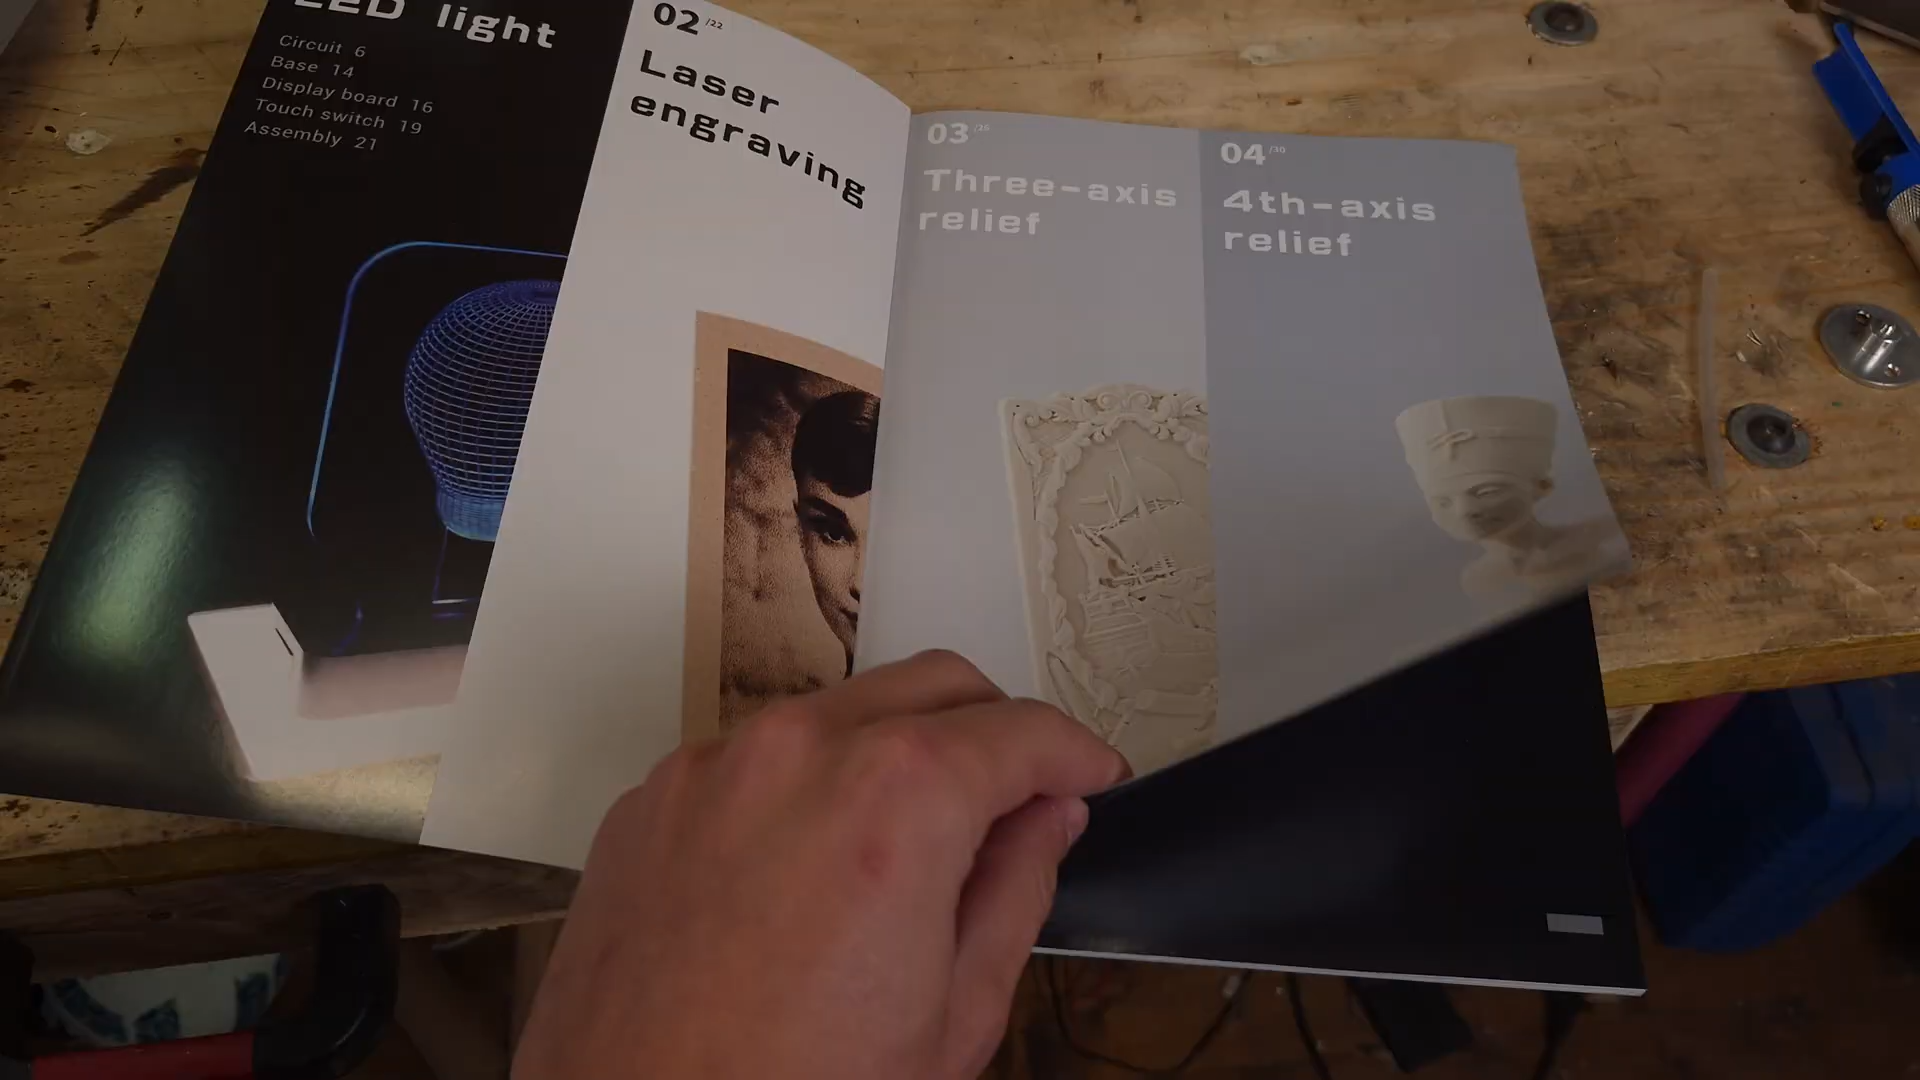 LED light
Circuit 6
Base 14
Display board 16
Touch switch 19
Assembly 21
02 /22
Laser
engraving
03 /26
Three-axis
relief
04 /30
4th-axis
relief